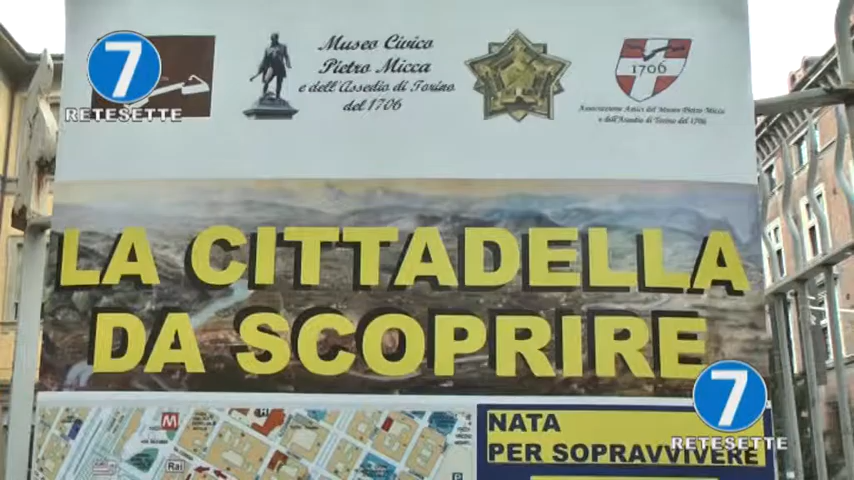 7
RETESETTE
Museo Civico
Pietro Micca
e dell'Assedio di Torino
del 1706
1706
Associazione Amici del Museo Pietro Micca
e dell'Assedio di Torino del 1706
LA CITTADELLA
DA SCOPRIRE
M
H
Rai
P
NATA
PER SOPRAVVIVERE
7
RETESETTE